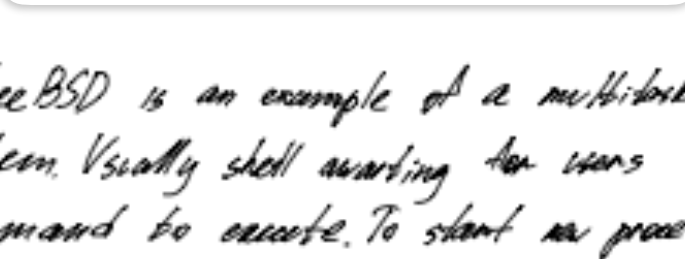 eeBSD is an example of a multitask
tem. Usually shell awaiting for users
mand to execute. To start new proce